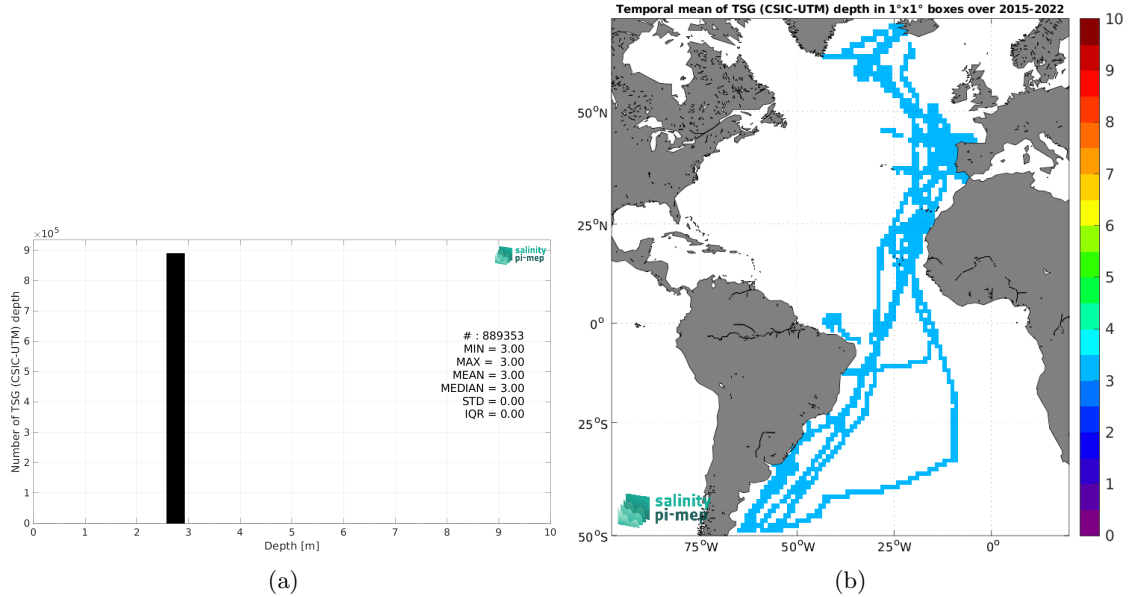 ×10⁵
9
8
7
6
5
4
3
2
1
0
Number of TSG (CSIC-UTM) depth
salinity
pi-mep
# : 889353
MIN = 3.00
MAX = 3.00
MEAN = 3.00
MEDIAN = 3.00
STD = 0.00
IQR = 0.00
0 1 2 3 4 5 6 7 8 9 10
Depth [m]
(a)
Temporal mean of TSG (CSIC-UTM) depth in 1°x1° boxes over 2015-2022
50°N
25°N
0°
25°S
50°S
salinity
pi-mep
75°W 50°W 25°W 0°
10
9
8
7
6
5
4
3
2
1
0
(b)